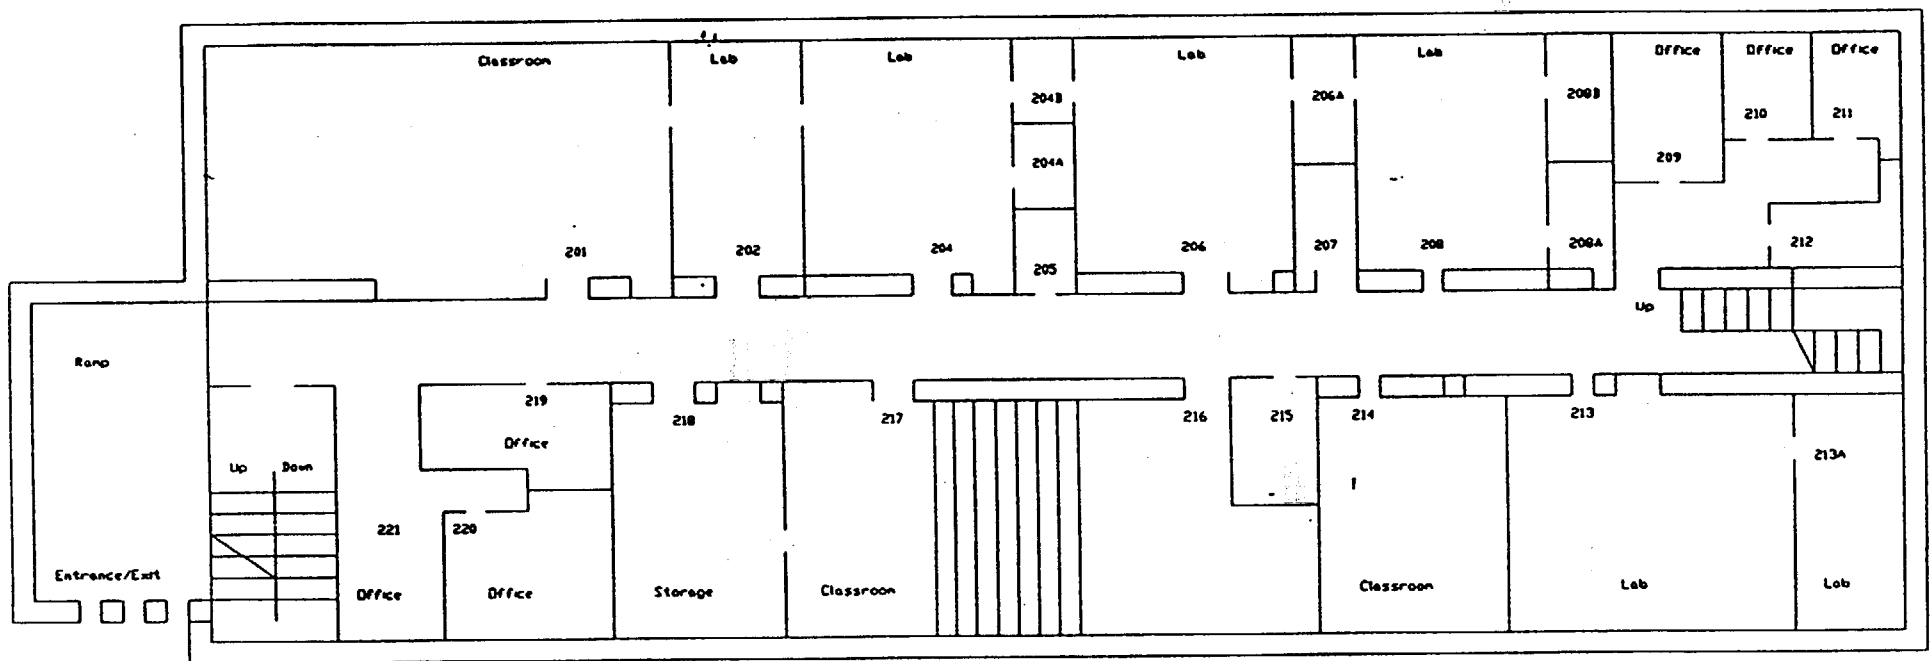 Classroom
Lab
Lab
Lab
Lab
Office
Office
Office
204B
206A
208B
210
211
204A
209
201
202
204
205
206
207
208
208A
212
Up
Ramp
219
218
217
216
215
214
213
Office
Up
Down
213A
221
220
Entrance/Exit
Office
Office
Storage
Classroom
Classroom
Lab
Lab